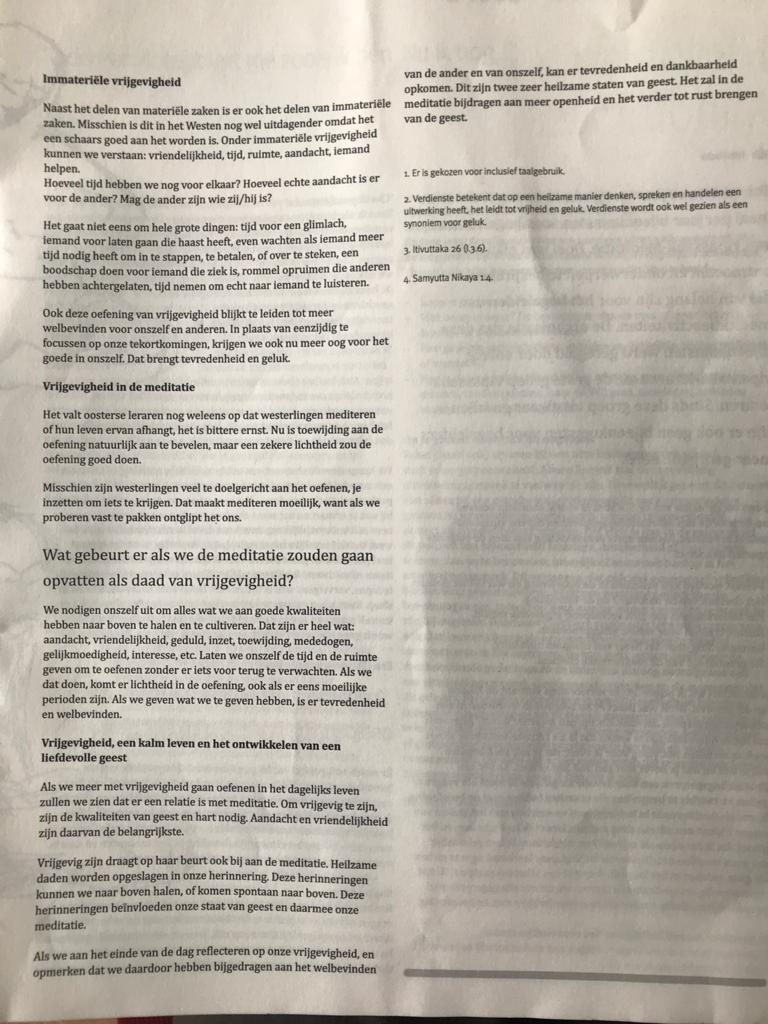 Immateriële vrijgevigheid
Naast het delen van materiële zaken is er ook het delen van immateriële
zaken. Misschien is dit in het Westen nog wel uitdagender omdat het
een schaars goed aan het worden is. Onder immateriële vrijgevigheid
kunnen we verstaan: vriendelijkheid, tijd, ruimte, aandacht, iemand
helpen.
Hoeveel tijd hebben we nog voor elkaar? Hoeveel echte aandacht is er
voor de ander? Mag de ander zijn wie zij/hij is?
Het gaat niet eens om hele grote dingen: tijd voor een glimlach,
iemand voor laten gaan die haast heeft, even wachten als iemand meer
tijd nodig heeft om in te stappen, te betalen, of over te steken, een
boodschap doen voor iemand die ziek is, rommel opruimen die anderen
hebben achtergelaten, tijd nemen om echt naar iemand te luisteren.
Ook deze oefening van vrijgevigheid blijkt te leiden tot meer
welbevinden voor onszelf en anderen. In plaats van eenzijdig te
focussen op onze tekortkomingen, krijgen we ook nu meer oog voor het
goede in onszelf. Dat brengt tevredenheid en geluk.
Vrijgevigheid in de meditatie
Het valt oosterse leraren nog weleens op dat westerlingen mediteren
of hun leven ervan afhangt, het is bittere ernst. Nu is toewijding aan de
oefening natuurlijk aan te bevelen, maar een zekere lichtheid zou de
oefening goed doen.
Misschien zijn westerlingen veel te doelgericht aan het oefenen, je
inzetten om iets te krijgen. Dat maakt mediteren moeilijk, want als we
proberen vast te pakken ontglipt het ons.
Wat gebeurt er als we de meditatie zouden gaan
opvatten als daad van vrijgevigheid?
We nodigen onszelf uit om alles wat we aan goede kwaliteiten
hebben naar boven te halen en te cultiveren. Dat zijn er heel wat:
aandacht, vriendelijkheid, geduld, inzet, toewijding, mededogen,
gelijkmoedigheid, interesse, etc. Laten we onszelf de tijd en de ruimte
geven om te oefenen zonder er iets voor terug te verwachten. Als we
dat doen, komt er lichtheid in de oefening, ook als er eens moeilijke
perioden zijn. Als we geven wat we te geven hebben, is er tevredenheid
en welbevinden.
Vrijgevigheid, een kalm leven en het ontwikkelen van een
liefdevolle geest
Als we meer met vrijgevigheid gaan oefenen in het dagelijks leven
zullen we zien dat er een relatie is met meditatie. Om vrijgevig te zijn,
zijn de kwaliteiten van geest en hart nodig. Aandacht en vriendelijkheid
zijn daarvan de belangrijkste.
Vrijgevig zijn draagt op haar beurt ook bij aan de meditatie. Heilzame
daden worden opgeslagen in onze herinnering. Deze herinneringen
kunnen we naar boven halen, of komen spontaan naar boven. Deze
herinneringen beïnvloeden onze staat van geest en daarmee onze
meditatie.
Als we aan het einde van de dag reflecteren op onze vrijgevigheid, en
opmerken dat we daardoor hebben bijgedragen aan het welbevinden
van de ander en van onszelf, kan er tevredenheid en dankbaarheid
opkomen. Dit zijn twee zeer heilzame staten van geest. Het zal in de
meditatie bijdragen aan meer openheid en het verder tot rust brengen
van de geest.
1. Er is gekozen voor inclusief taalgebruik.
2. Verdienste betekent dat op een heilzame manier denken, spreken en handelen een
uitwerking heeft, het leidt tot vrijheid en geluk. Verdienste wordt ook wel gezien als een
synoniem voor geluk.
3. Itivuttaka 26 (I.3.6).
4. Samyutta Nikaya 1.4.